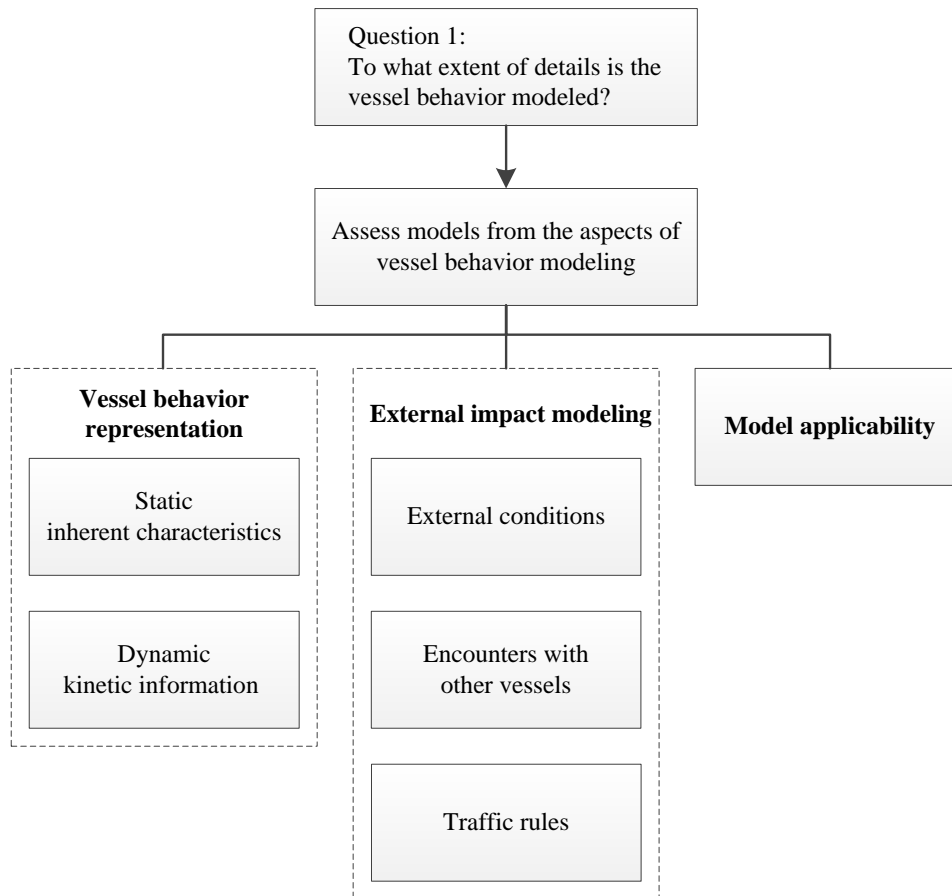 Question 1:
To what extent of details is the
vessel behavior modeled?
Assess models from the aspects of
vessel behavior modeling
Vessel behavior
representation
Static
inherent characteristics
Dynamic
kinetic information
External impact modeling
External conditions
Encounters with
other vessels
Traffic rules
Model applicability